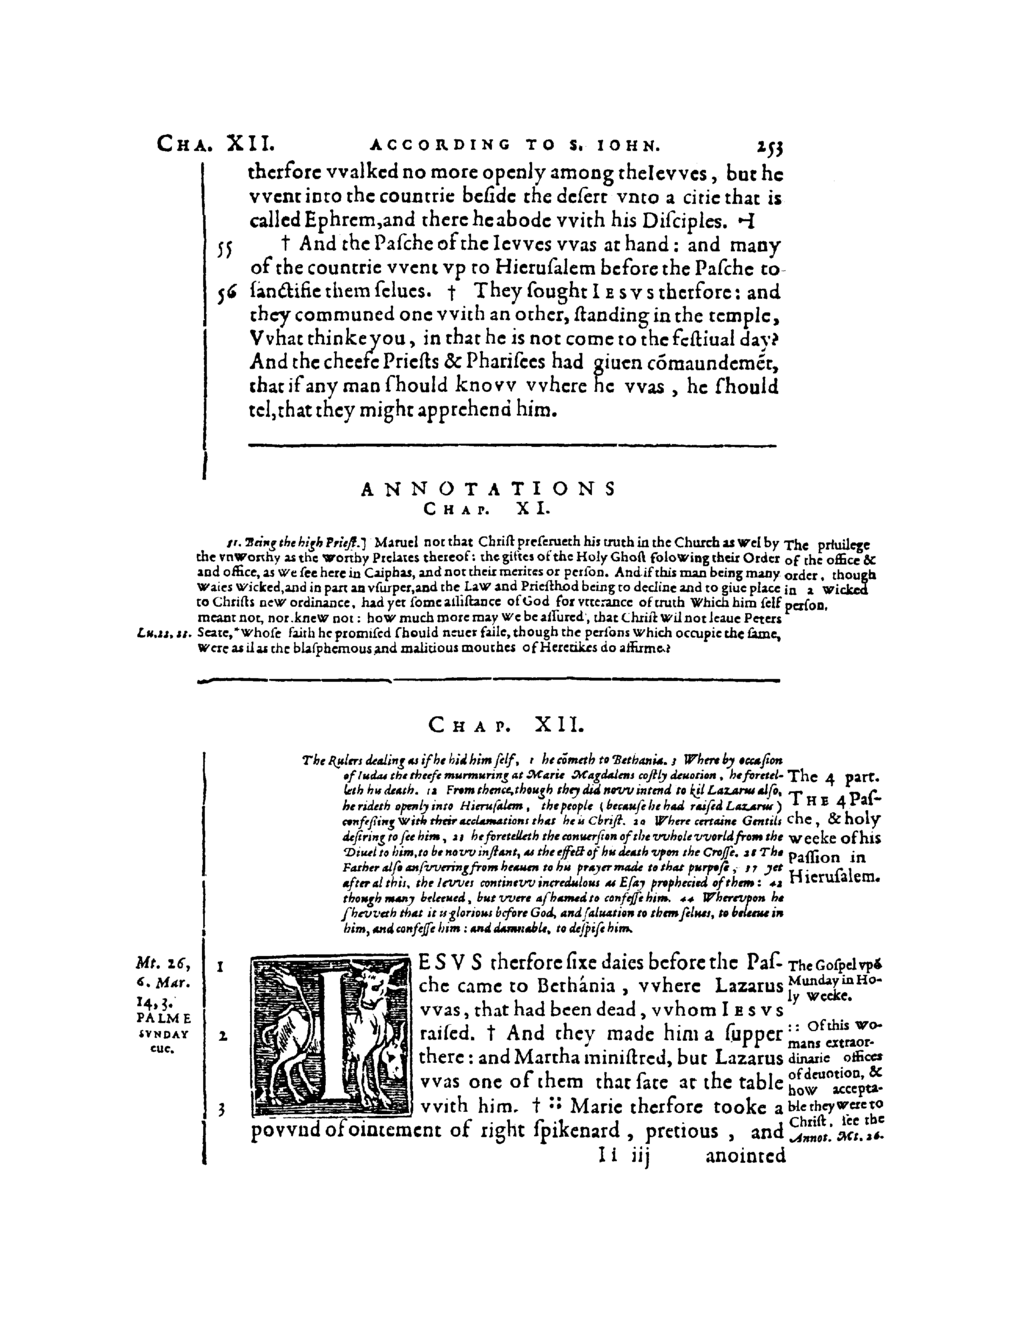 CHA. XII. ACCORDING TO S. IOHN. 253
therfore vvalked no more openly among the Ievves, but he
vvent into the countrie beſide the deſert vnto a citie that is
called Ephrem, and there he abode vvith his Diſciples. ⊣
55 † And the Paſche of the Ievves vvas at hand: and many
of the countrie vvent vp to Hieruſalem before the Paſche to
56 ſanctifie them ſelues. † They ſought IESVS therfore: and
they communed one vvith an other, ſtanding in the temple,
Vvhat thinke you, in that he is not come to the feſtiual day?
And the cheefe Prieſts & Phariſees had giuen cõmaundemẽt,
that if any man ſhould knovv vvhere he vvas, he ſhould
tel, that they might apprehend him.
ANNOTATIONS
CHAP. XI.
51. Being the high Prieſt.] Maruel not that Chriſt preſerueth his truth in the Church as wel by
the vnworthy as the worthy Prelates thereof: the giftes of the Holy Ghoſt folowing their Order
and office, as we ſee here in Caiphas, and not their merites or perſon. And if this man being many
waies wicked, and in part an vſurper, and the Law and Prieſthod being to decline and to giue place
to Chriſts new ordinance, had yet ſome aſſiſtance of God for vtterance of truth which him ſelf
meant not, nor knew not: how much more may we be aſſured, that Chriſt wil not leaue Peters
Seate, *whoſe faith he promiſed ſhould neuer faile, though the perſons which occupie the ſame,
were as il as the blaſphemous and malitious mouthes of Heretikes do affirme?
The priuilege
of the office &
order, though
in a wicked
perſon.
Lu. 22, 32.
CHAP. XII.
The Rulers dealing as if he hid him ſelf, 1 he cõmeth to Bethania. 3 Where by occaſion
of Iudas the theefe murmuring at Marie Magdalens coſtly deuotion, he foretel-
leth his death. 12 From thence, though they did novv intend to kil Lazarus alſo,
he rideth openly into Hieruſalem, the people (becauſe he had raiſed Lazarus)
confeſſing with their acclamations that he is Chriſt. 20 Where certaine Gentils
deſiring to ſee him, 23 he foretelleth the conuerſion of the vvhole vvorld from the
Diuel to him, to be novv inſtant, as the effect of his death vpon the Croſſe. 28 The
Father alſo anſvvering from heauen to his prayer made to that purpoſe, 37 yet
after al this, the Ievves continevv incredulous as Eſay prophecied of them: 42
though many beleeued, but vvere aſhamed to confeſſe him. 44 Wherevpon he
ſhevveth that it is glorious before God, and ſaluation to them ſelues, to beleeue in
him, and confeſſe him: and damnable, to deſpiſe him.
The 4 part.
THE 4 Paſ-
che, & holy
weeke of his
Paſſion in
Hieruſalem.
Mt. 26,
6. Mar.
14, 3.
PALME
SVNDAY
eue.
1 IESVS therfore ſixe daies before the Paſ-
che came to Bethánia, vvhere Lazarus
vvas, that had been dead, vvhom IESVS
2 raiſed. † And they made him a ſupper
there: and Martha miniſtred, but Lazarus
vvas one of them that ſate at the table
3 vvith him. † :: Marie therfore tooke a
povvnd of ointement of right ſpikenard, pretious, and
The Goſpel vpõ
Munday in Ho-
ly weeke.
:: Of this wo-
mans extraor-
dinarie offices
of deuotion, &
how accepta-
ble they were to
Chriſt, ſee the
Annot. Mt. 26.
Ii iij anointed